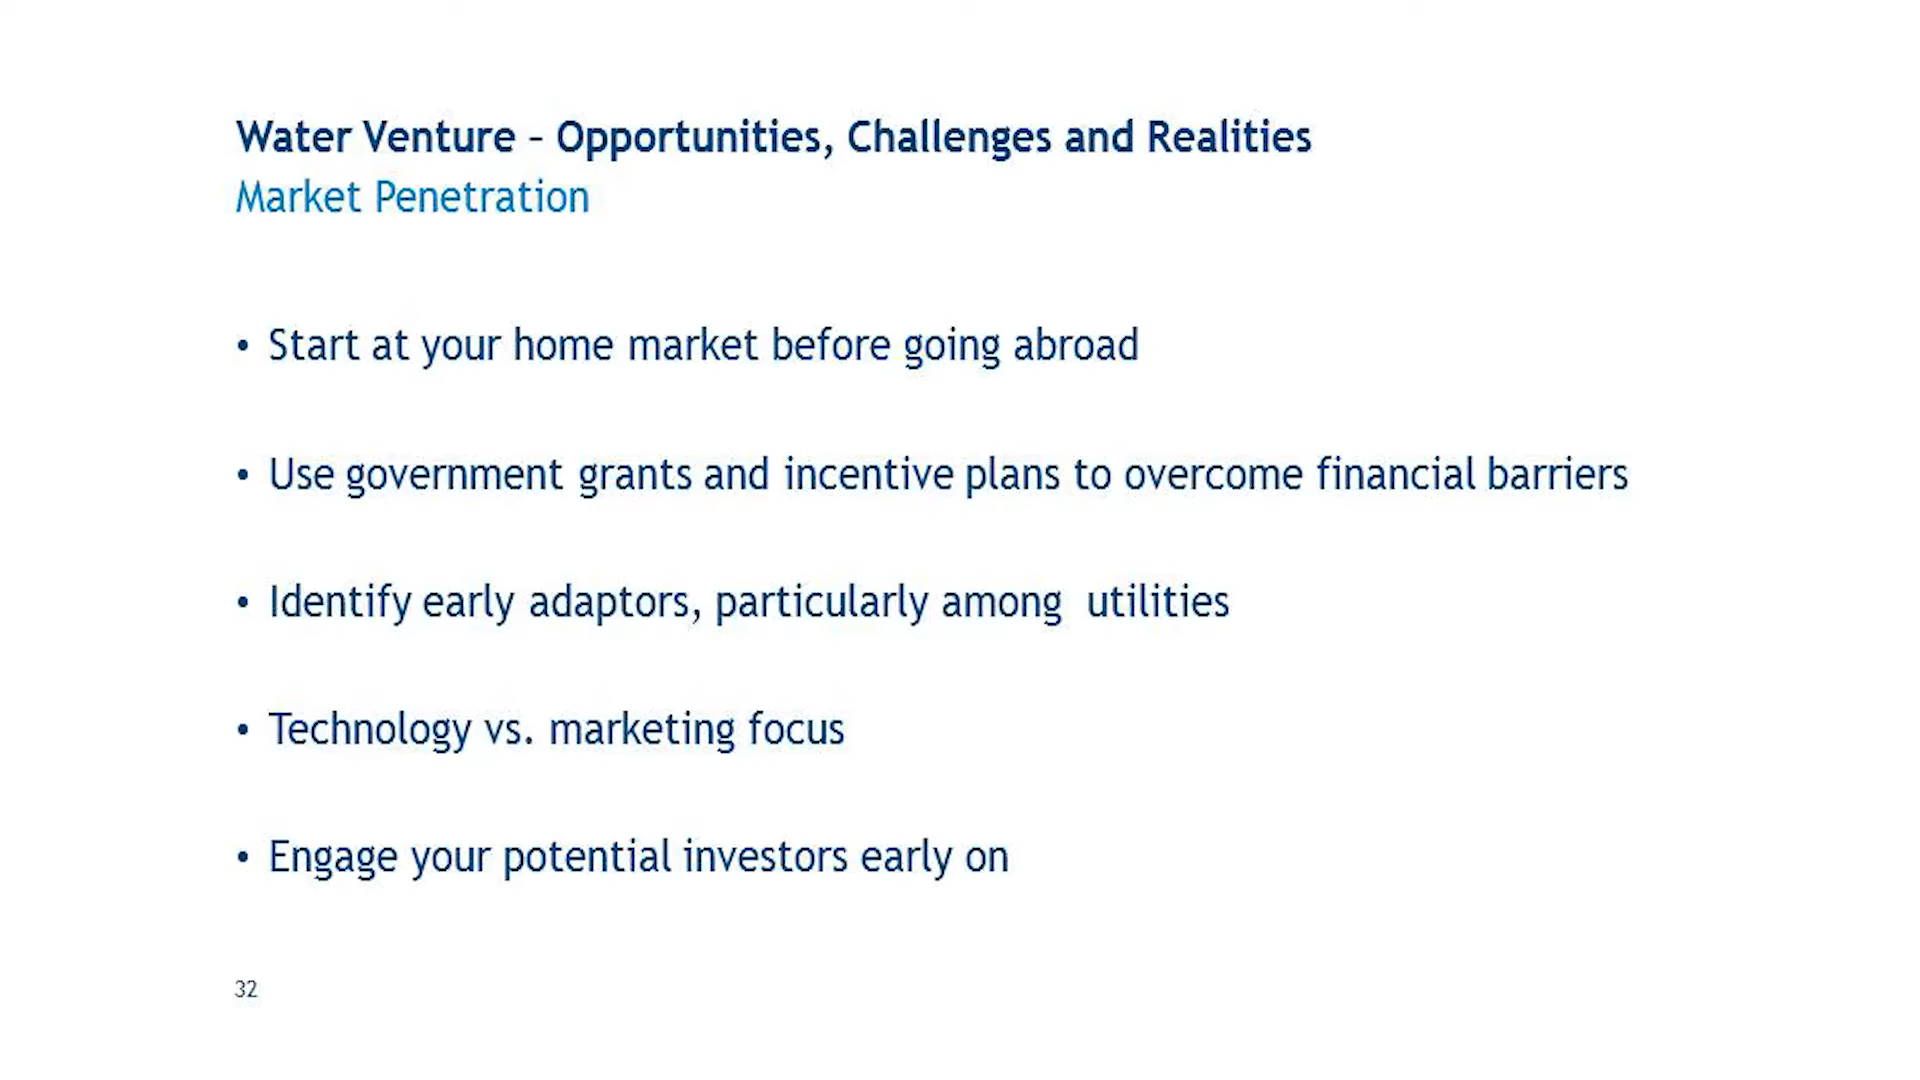 Water Venture – Opportunities, Challenges and Realities
Market Penetration
• Start at your home market before going abroad
• Use government grants and incentive plans to overcome financial barriers
• Identify early adaptors, particularly among  utilities
• Technology vs. marketing focus
• Engage your potential investors early on
32